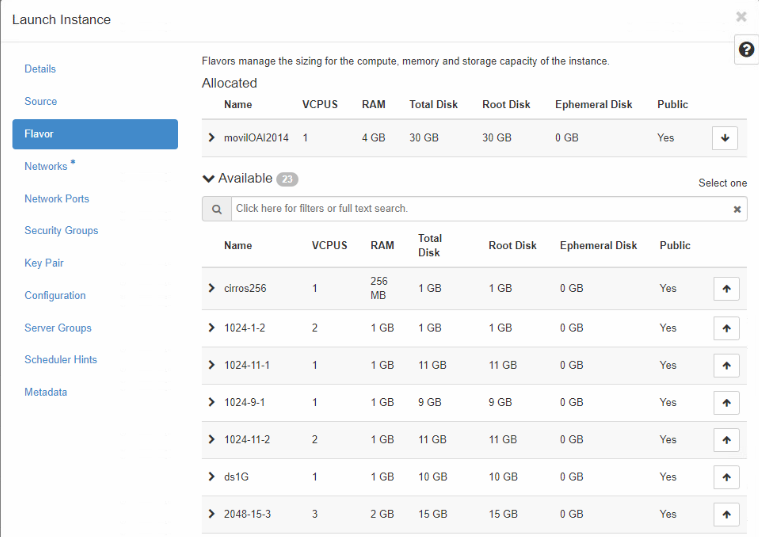 Launch Instance
Details
Source
Flavor
Networks *
Network Ports
Security Groups
Key Pair
Configuration
Server Groups
Scheduler Hints
Metadata
Flavors manage the sizing for the compute, memory and storage capacity of the instance.
Allocated
Name VCPUS RAM Total Disk Root Disk Ephemeral Disk Public
movilOAI2014 1 4 GB 30 GB 30 GB 0 GB Yes
Available 23
Select one
Click here for filters or full text search.
Name VCPUS RAM Total Disk Root Disk Ephemeral Disk Public
cirros256 1 256 MB 1 GB 1 GB 0 GB Yes
1024-1-2 2 1 GB 1 GB 1 GB 0 GB Yes
1024-11-1 1 1 GB 11 GB 11 GB 0 GB Yes
1024-9-1 1 1 GB 9 GB 9 GB 0 GB Yes
1024-11-2 2 1 GB 11 GB 11 GB 0 GB Yes
ds1G 1 1 GB 10 GB 10 GB 0 GB Yes
2048-15-3 3 2 GB 15 GB 15 GB 0 GB Yes